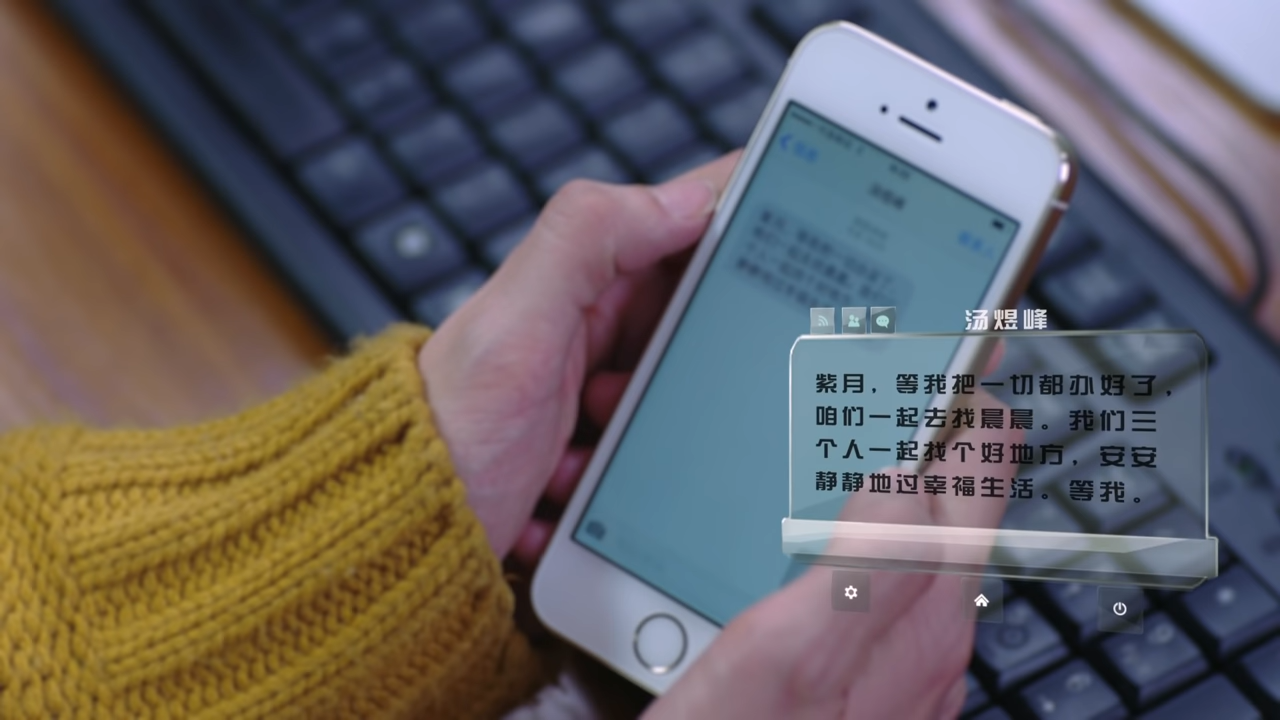 汤煜峰
紫月，等我把一切都办好了，
咱们一起去找晨晨。我们三
个人一起找个好地方，安安
静静地过幸福生活。等我。